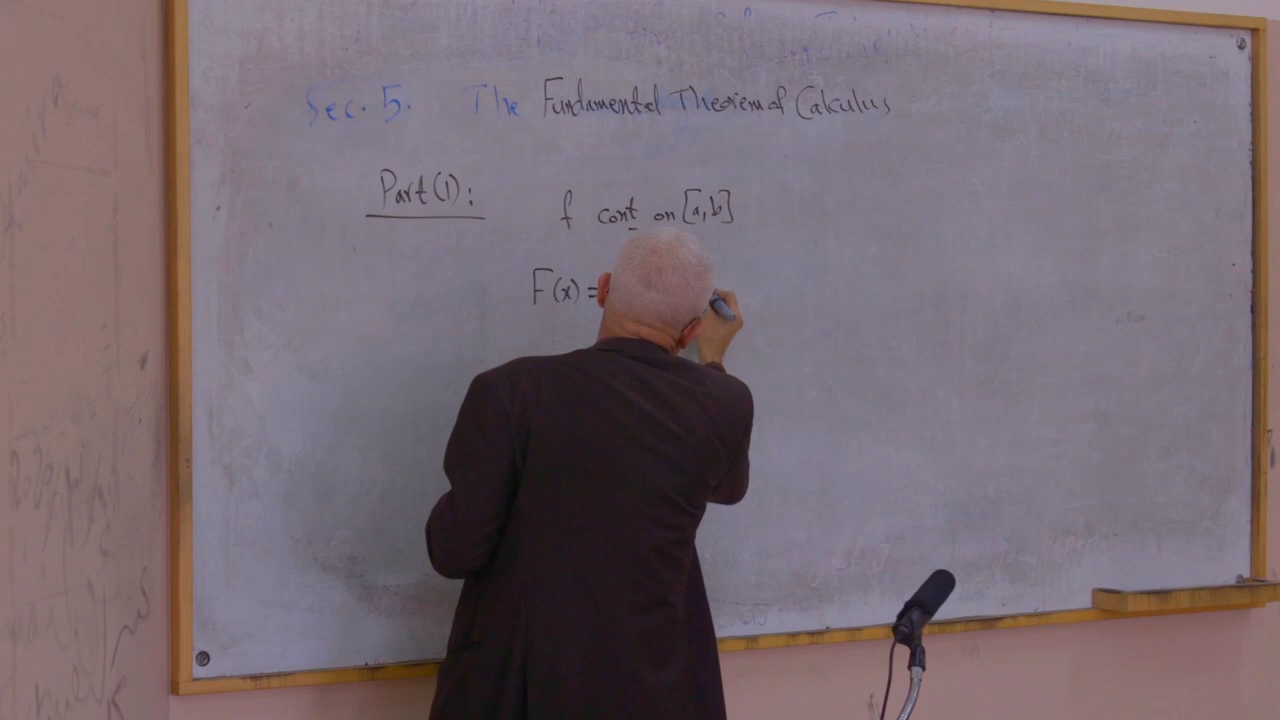 Sec. 5. The Fundamental Theorem of Calculus
Part (1): f cont on [a,b]
F(x) =